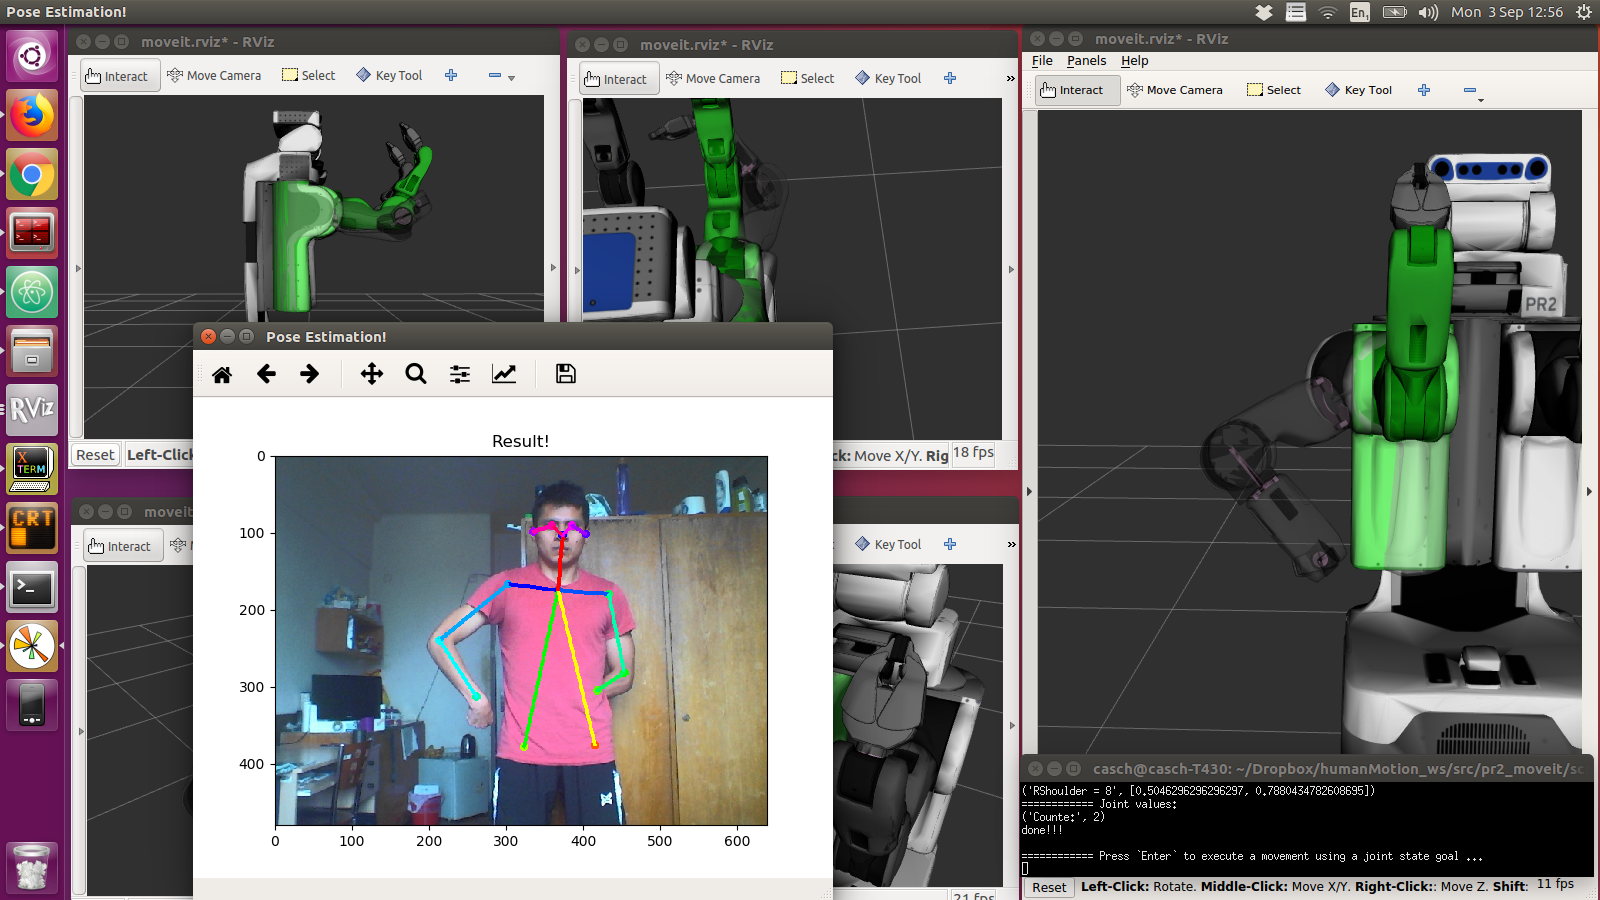 Pose Estimation!
En1
Mon 3 Sep 12:56
moveit.rviz* - RViz
Interact
Move Camera
Select
Key Tool
Reset
Left-Click
moveit.rviz* - RViz
Interact
Move Camera
Select
Key Tool
»
ck: Move X/Y. Rig
18 fps
moveit.rviz* - RViz
File
Panels
Help
Interact
Move Camera
Select
Key Tool
PR2
RViz
X
TERM
CRT
>_
moveit
Interact
Key Tool
»
21 fps
Pose Estimation!
Result!
0
100
200
300
400
0
100
200
300
400
500
600
casch@casch-T430: ~/Dropbox/humanMotion_ws/src/pr2_moveit/sc
('RShoulder = 8', [0.5046296296296297, 0.7880434782608695])
============ Joint values:
('Counte:', 2)
done!!!
============ Press `Enter` to execute a movement using a joint state goal ...
Reset
Left-Click: Rotate. Middle-Click: Move X/Y. Right-Click:: Move Z. Shift:
11 fps